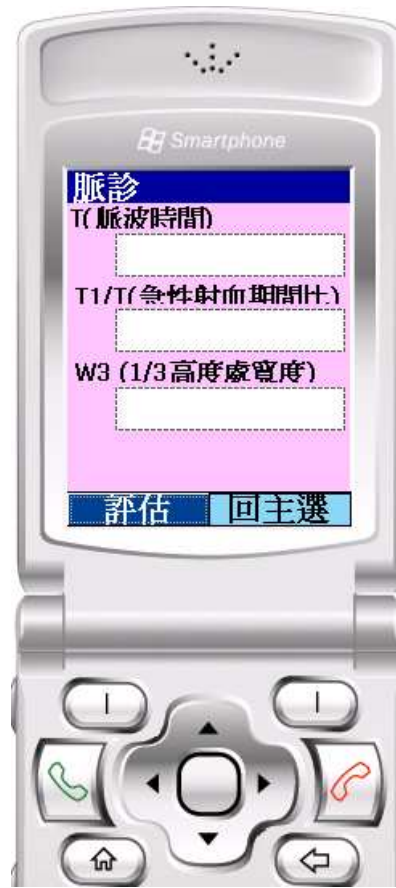 Smartphone
脈診
T(脈波時間)
T1/T(急性射血期間比)
W3 (1/3高度處寬度)
評估
回主選